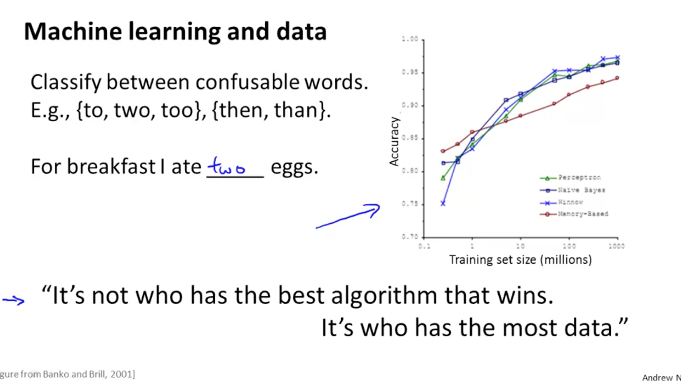 Machine learning and data
Classify between confusable words.
E.g., {to, two, too}, {then, than}.
For breakfast I ate two eggs.
1.00
0.95
0.90
0.85
0.80
0.75
0.70
Accuracy
Perceptron
Naive Bayes
Winnow
Memory-Based
0.1 1 10 100 1000
Training set size (millions)
“It’s not who has the best algorithm that wins.
It’s who has the most data.”
gure from Banko and Brill, 2001]
Andrew N